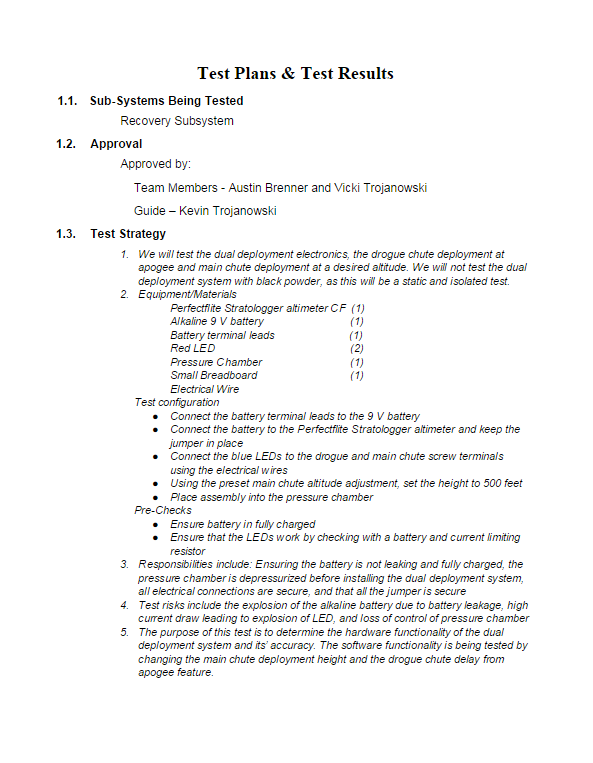 Test Plans & Test Results
1.1. Sub-Systems Being Tested
Recovery Subsystem
1.2. Approval
Approved by:
Team Members - Austin Brenner and Vicki Trojanowski
Guide – Kevin Trojanowski
1.3. Test Strategy
1. We will test the dual deployment electronics, the drogue chute deployment at
apogee and main chute deployment at a desired altitude. We will not test the dual
deployment system with black powder, as this will be a static and isolated test.
2. Equipment/Materials
Perfectflite Stratologger altimeter CF (1)
Alkaline 9 V battery (1)
Battery terminal leads (1)
Red LED (2)
Pressure Chamber (1)
Small Breadboard (1)
Electrical Wire
Test configuration
● Connect the battery terminal leads to the 9 V battery
● Connect the battery to the Perfectflite Stratologger altimeter and keep the
jumper in place
● Connect the blue LEDs to the drogue and main chute screw terminals
using the electrical wires
● Using the preset main chute altitude adjustment, set the height to 500 feet
● Place assembly into the pressure chamber
Pre-Checks
● Ensure battery in fully charged
● Ensure that the LEDs work by checking with a battery and current limiting
resistor
3. Responsibilities include: Ensuring the battery is not leaking and fully charged, the
pressure chamber is depressurized before installing the dual deployment system,
all electrical connections are secure, and that all the jumper is secure
4. Test risks include the explosion of the alkaline battery due to battery leakage, high
current draw leading to explosion of LED, and loss of control of pressure chamber
5. The purpose of this test is to determine the hardware functionality of the dual
deployment system and its' accuracy. The software functionality is being tested by
changing the main chute deployment height and the drogue chute delay from
apogee feature.